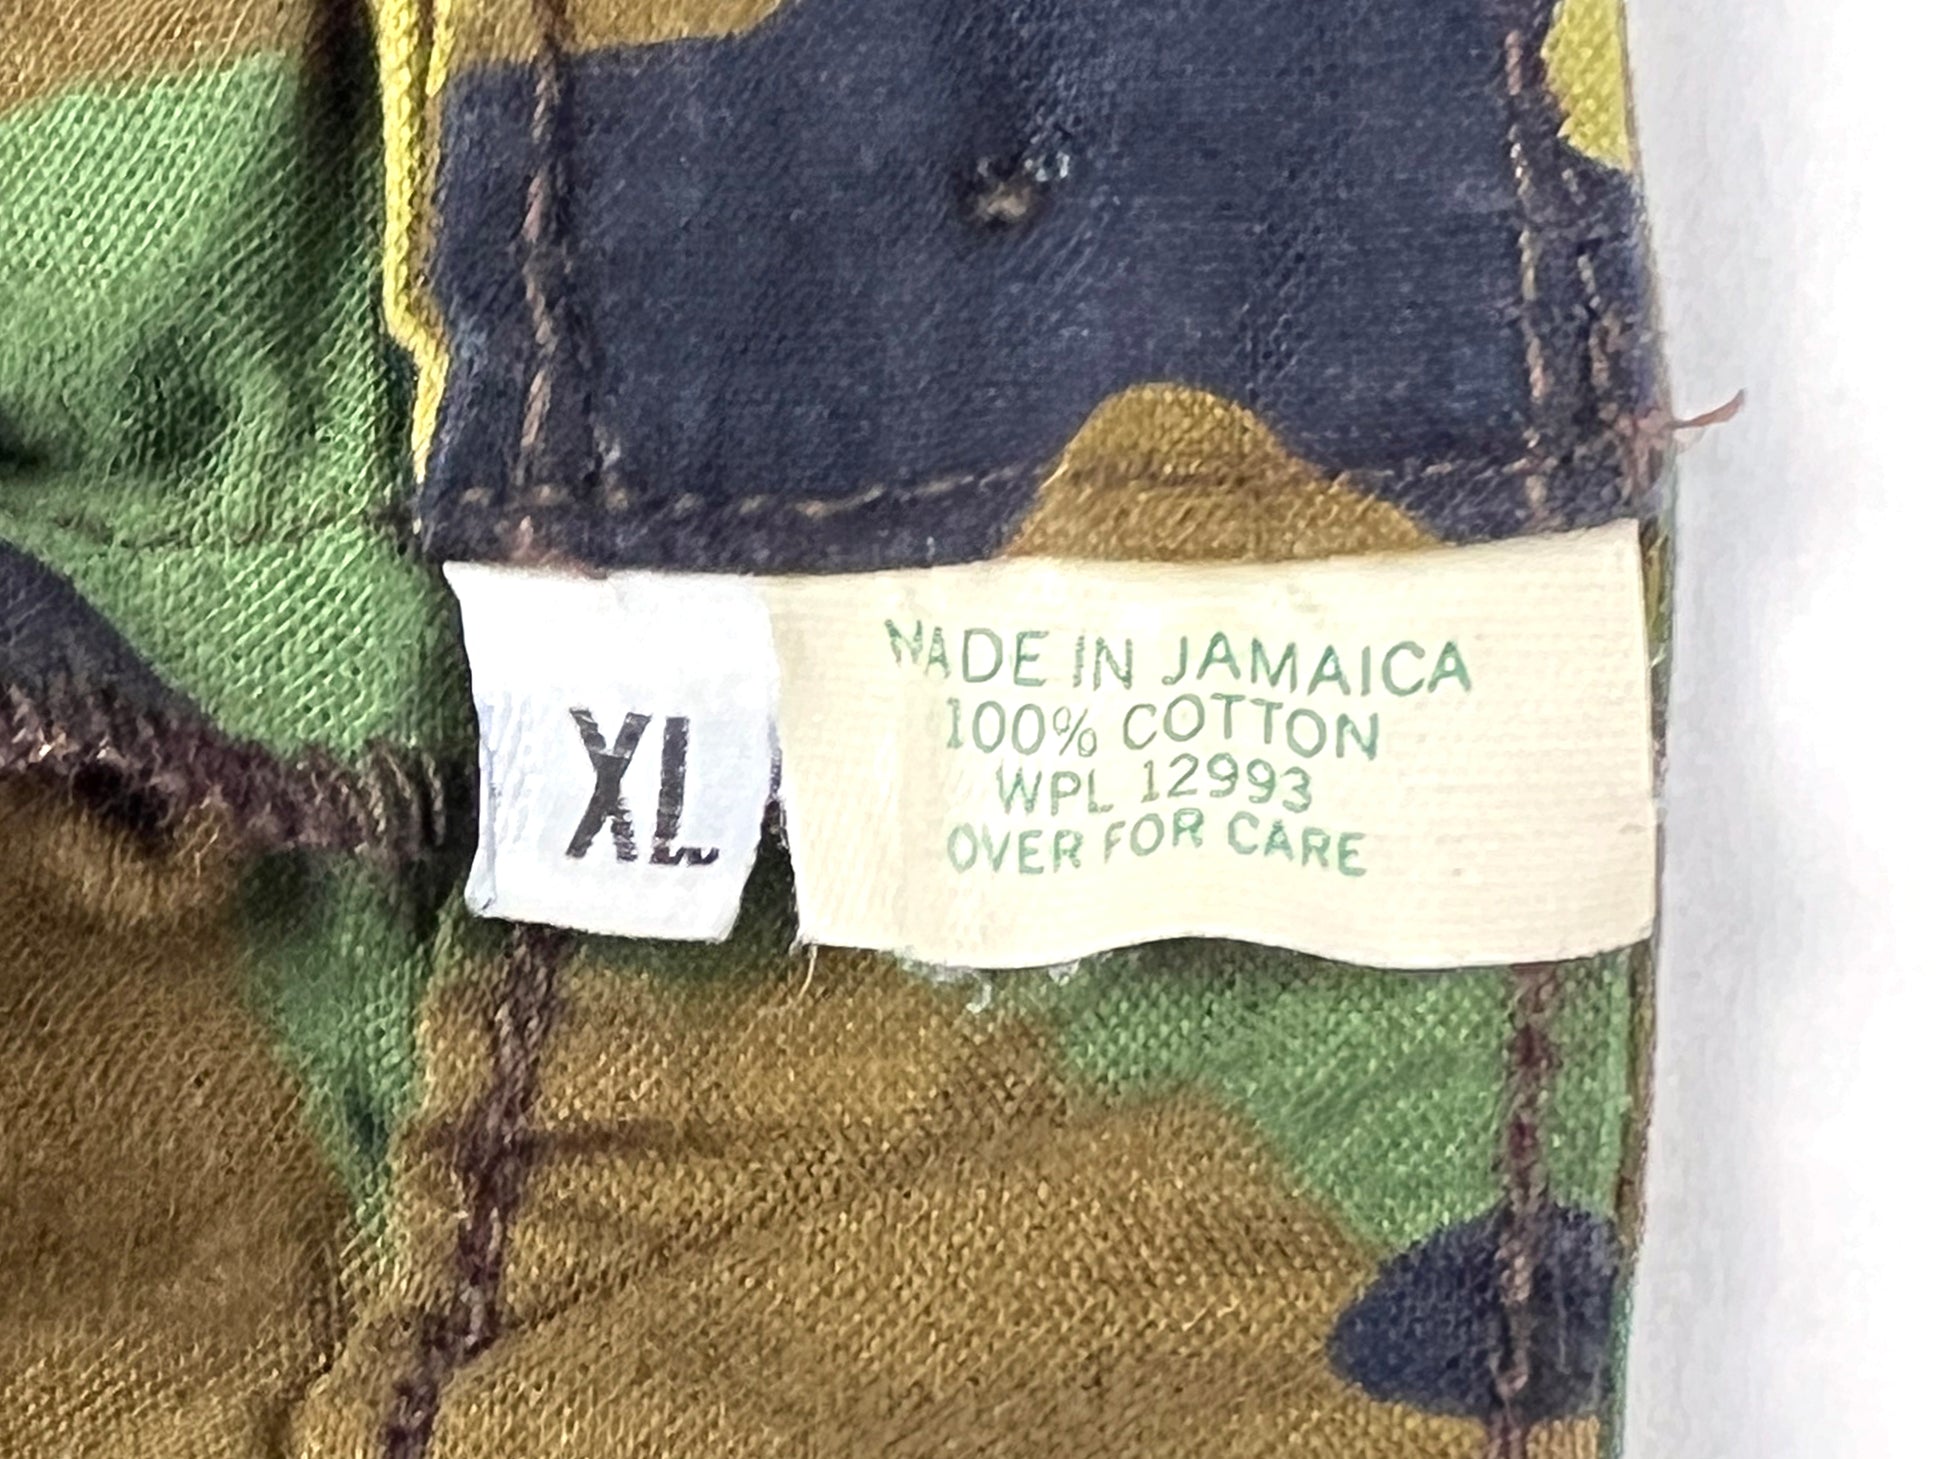 XL
MADE IN JAMAICA
100% COTTON
WPL 12993
OVER FOR CARE